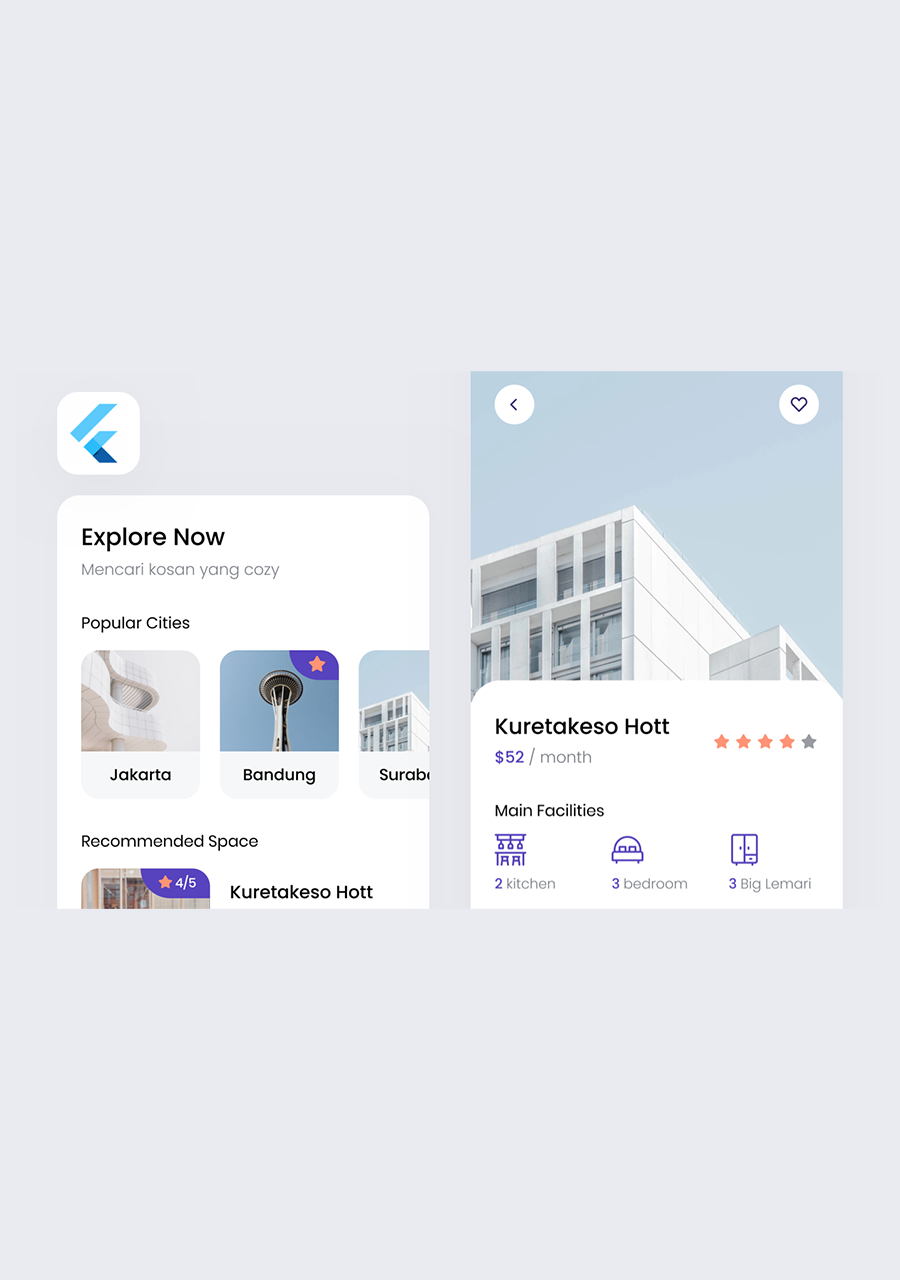 Explore Now
Mencari kosan yang cozy
Popular Cities
Jakarta
Bandung
Surab
Recommended Space
4/5
Kuretakeso Hott
Kuretakeso Hott
$52 / month
Main Facilities
2 kitchen
3 bedroom
3 Big Lemari